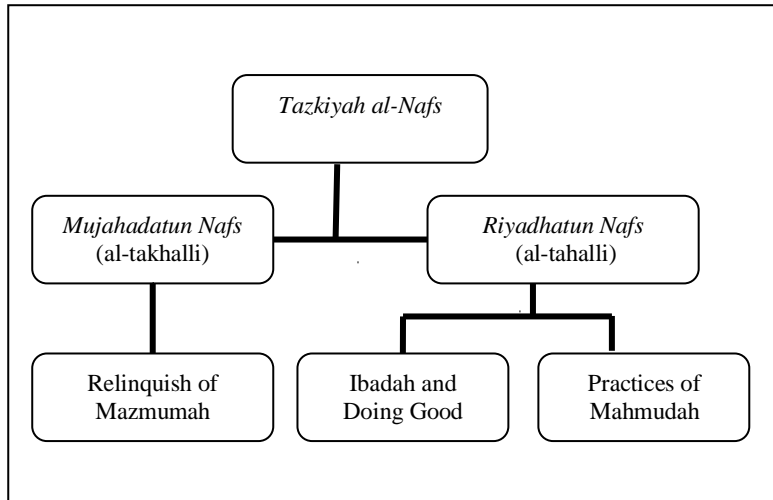 Tazkiyah al-Nafs
Mujahadatun Nafs
(al-takhalli)
Riyadhatun Nafs
(al-tahalli)
Relinquish of
Mazmumah
Ibadah and
Doing Good
Practices of
Mahmudah